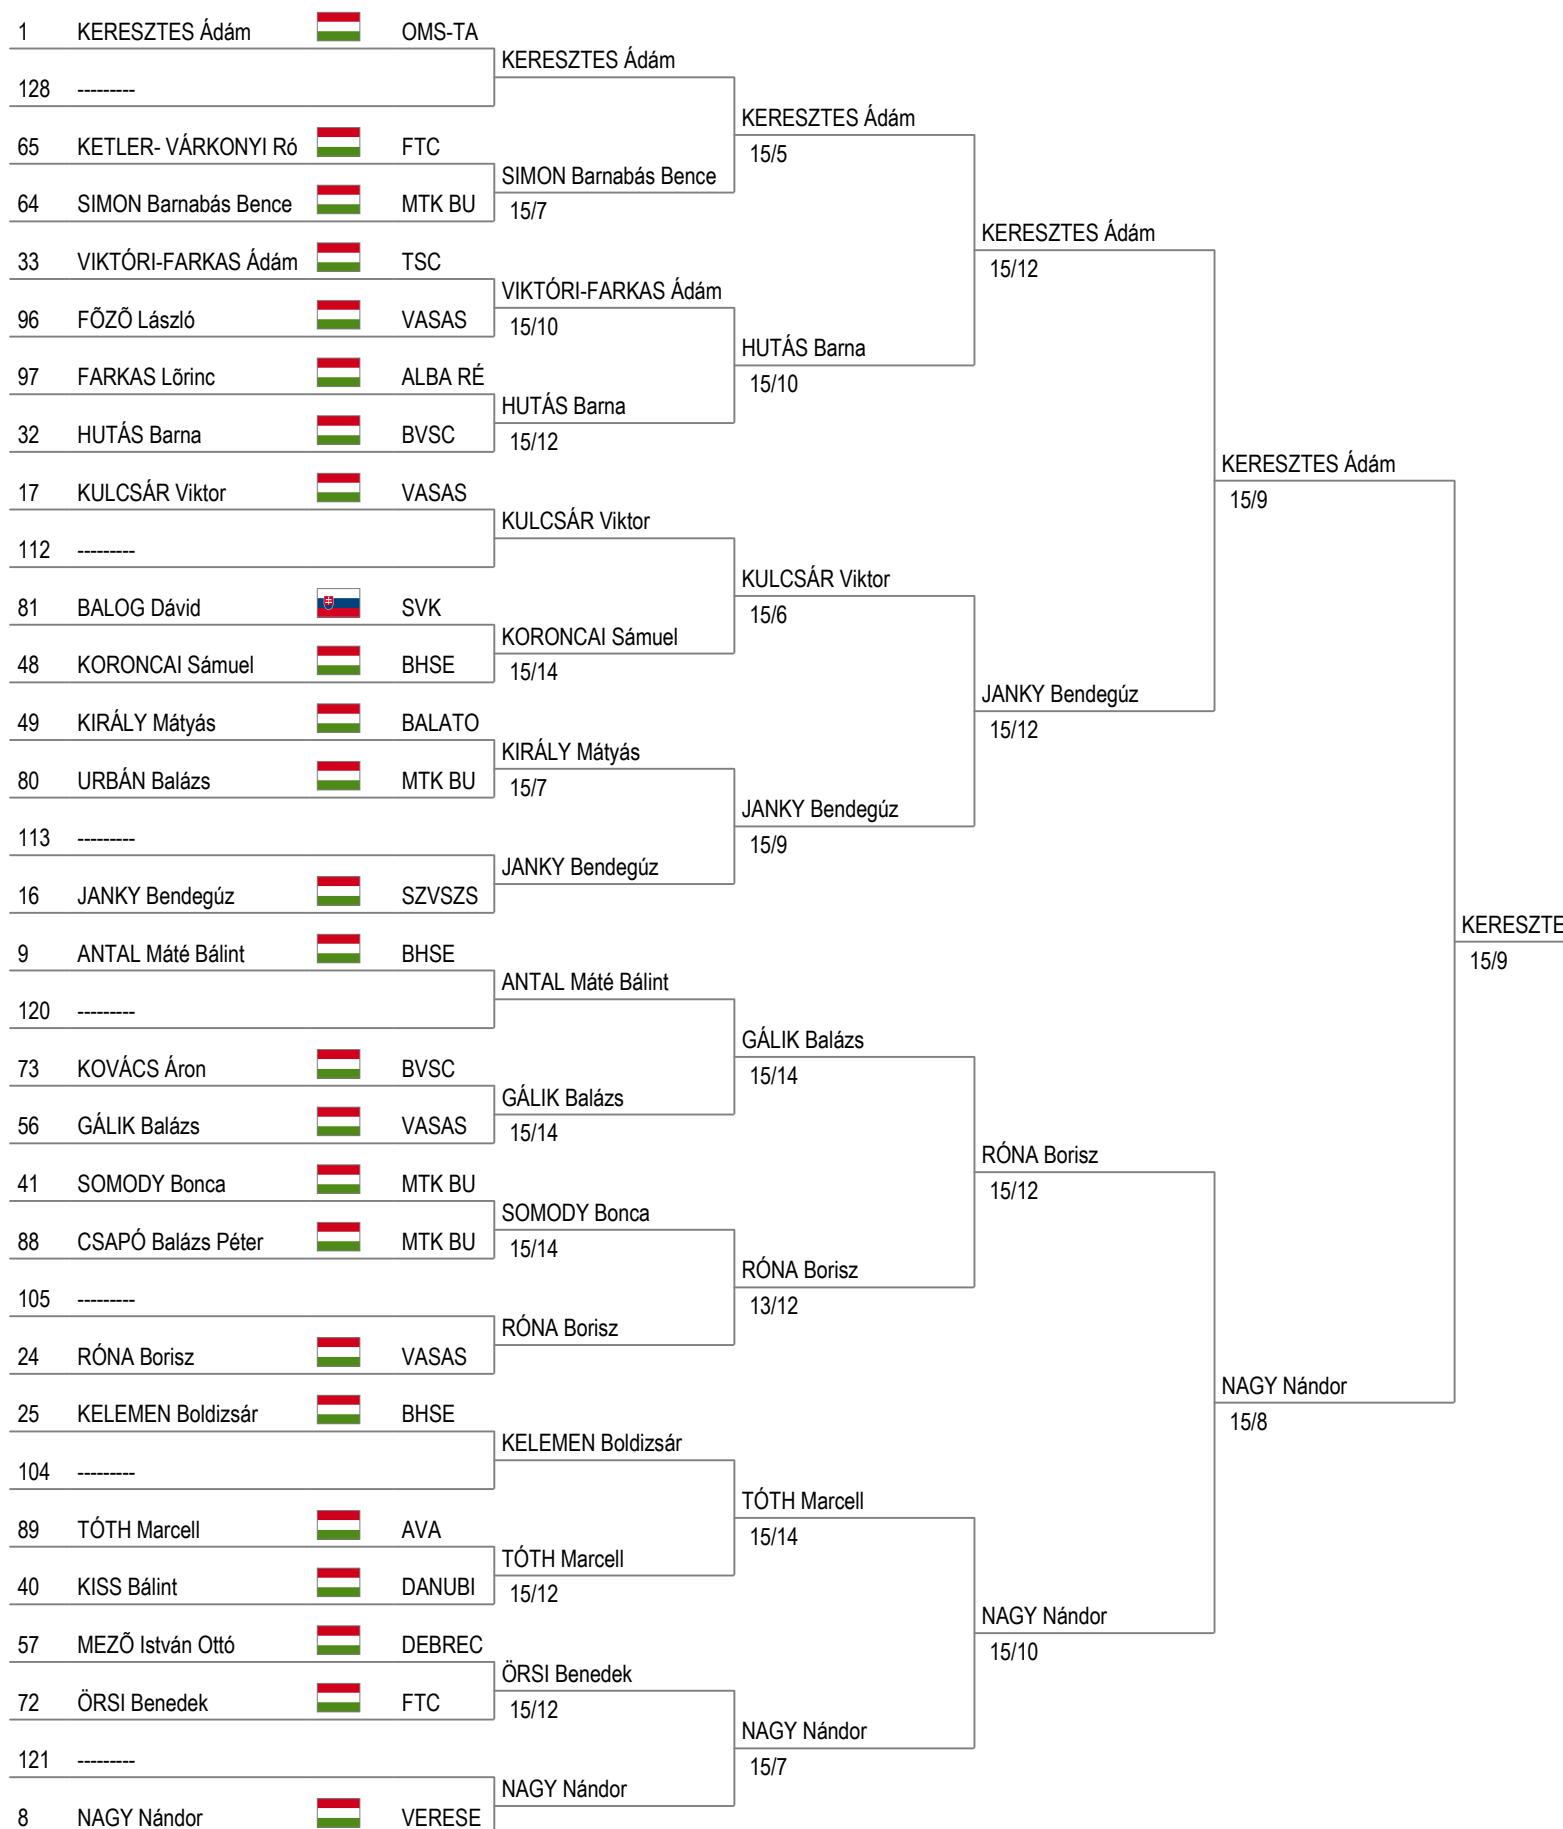 1 KERESZTES Ádám OMS-TA
128 ---------
65 KETLER- VÁRKONYI Ró FTC
64 SIMON Barnabás Bence MTK BU
33 VIKTÓRI-FARKAS Ádám TSC
96 FÕZÕ László VASAS
97 FARKAS Lõrinc ALBA RÉ
32 HUTÁS Barna BVSC
17 KULCSÁR Viktor VASAS
112 ---------
81 BALOG Dávid SVK
48 KORONCAI Sámuel BHSE
49 KIRÁLY Mátyás BALATO
80 URBÁN Balázs MTK BU
113 ---------
16 JANKY Bendegúz SZVSZS
9 ANTAL Máté Bálint BHSE
120 ---------
73 KOVÁCS Áron BVSC
56 GÁLIK Balázs VASAS
41 SOMODY Bonca MTK BU
88 CSAPÓ Balázs Péter MTK BU
105 ---------
24 RÓNA Borisz VASAS
25 KELEMEN Boldizsár BHSE
104 ---------
89 TÓTH Marcell AVA
40 KISS Bálint DANUBI
57 MEZÕ István Ottó DEBREC
72 ÖRSI Benedek FTC
121 ---------
8 NAGY Nándor VERESE
KERESZTES Ádám
SIMON Barnabás Bence
15/7
VIKTÓRI-FARKAS Ádám
15/10
HUTÁS Barna
15/12
KULCSÁR Viktor
KORONCAI Sámuel
15/14
KIRÁLY Mátyás
15/7
JANKY Bendegúz
ANTAL Máté Bálint
GÁLIK Balázs
15/14
SOMODY Bonca
15/14
RÓNA Borisz
KELEMEN Boldizsár
TÓTH Marcell
15/12
ÖRSI Benedek
15/12
NAGY Nándor
KERESZTES Ádám
15/5
HUTÁS Barna
15/10
KULCSÁR Viktor
15/6
JANKY Bendegúz
15/9
GÁLIK Balázs
15/14
RÓNA Borisz
13/12
TÓTH Marcell
15/14
NAGY Nándor
15/7
KERESZTES Ádám
15/12
JANKY Bendegúz
15/12
RÓNA Borisz
15/12
NAGY Nándor
15/10
KERESZTES Ádám
15/9
NAGY Nándor
15/8
KERESZTE
15/9